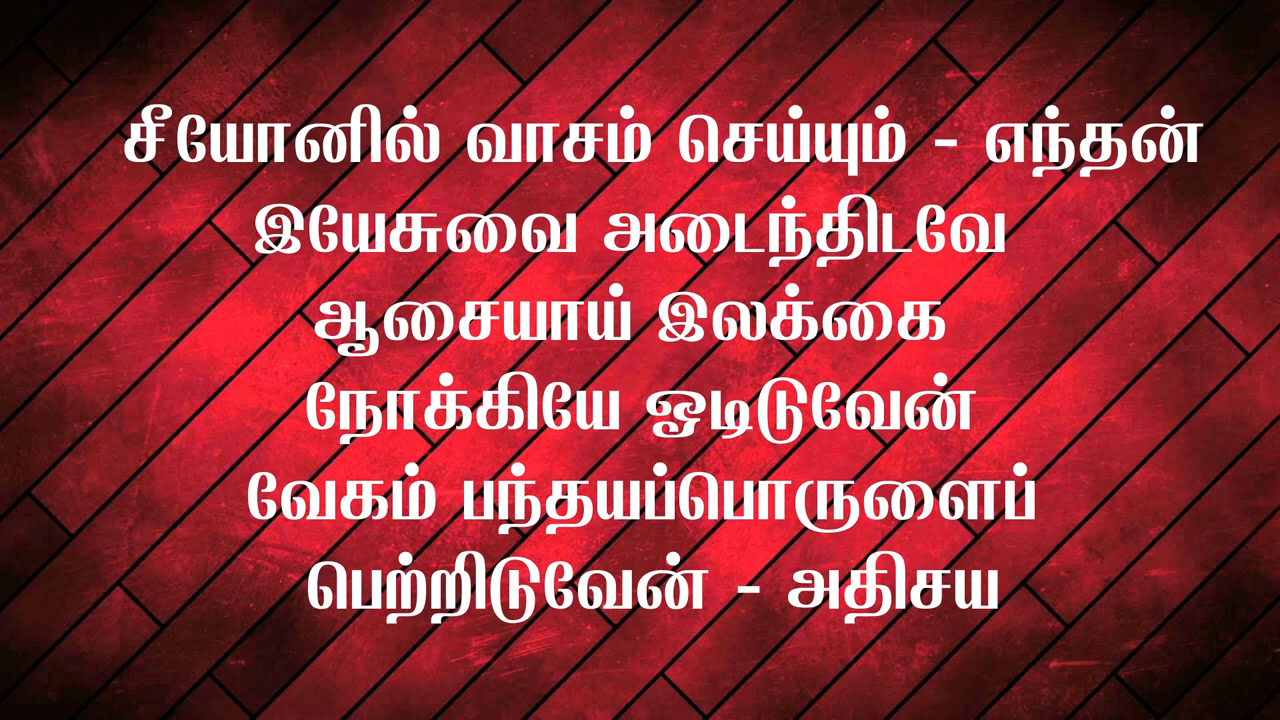 சீயோனில் வாசம் செய்யும் - எந்தன்
இயேசுவை அடைந்திடவே
ஆசையாய் இலக்கை
நோக்கியே ஓடிடுவேன்
வேகம் பந்தயப்பொருளைப்
பெற்றிடுவேன் - அதிசய